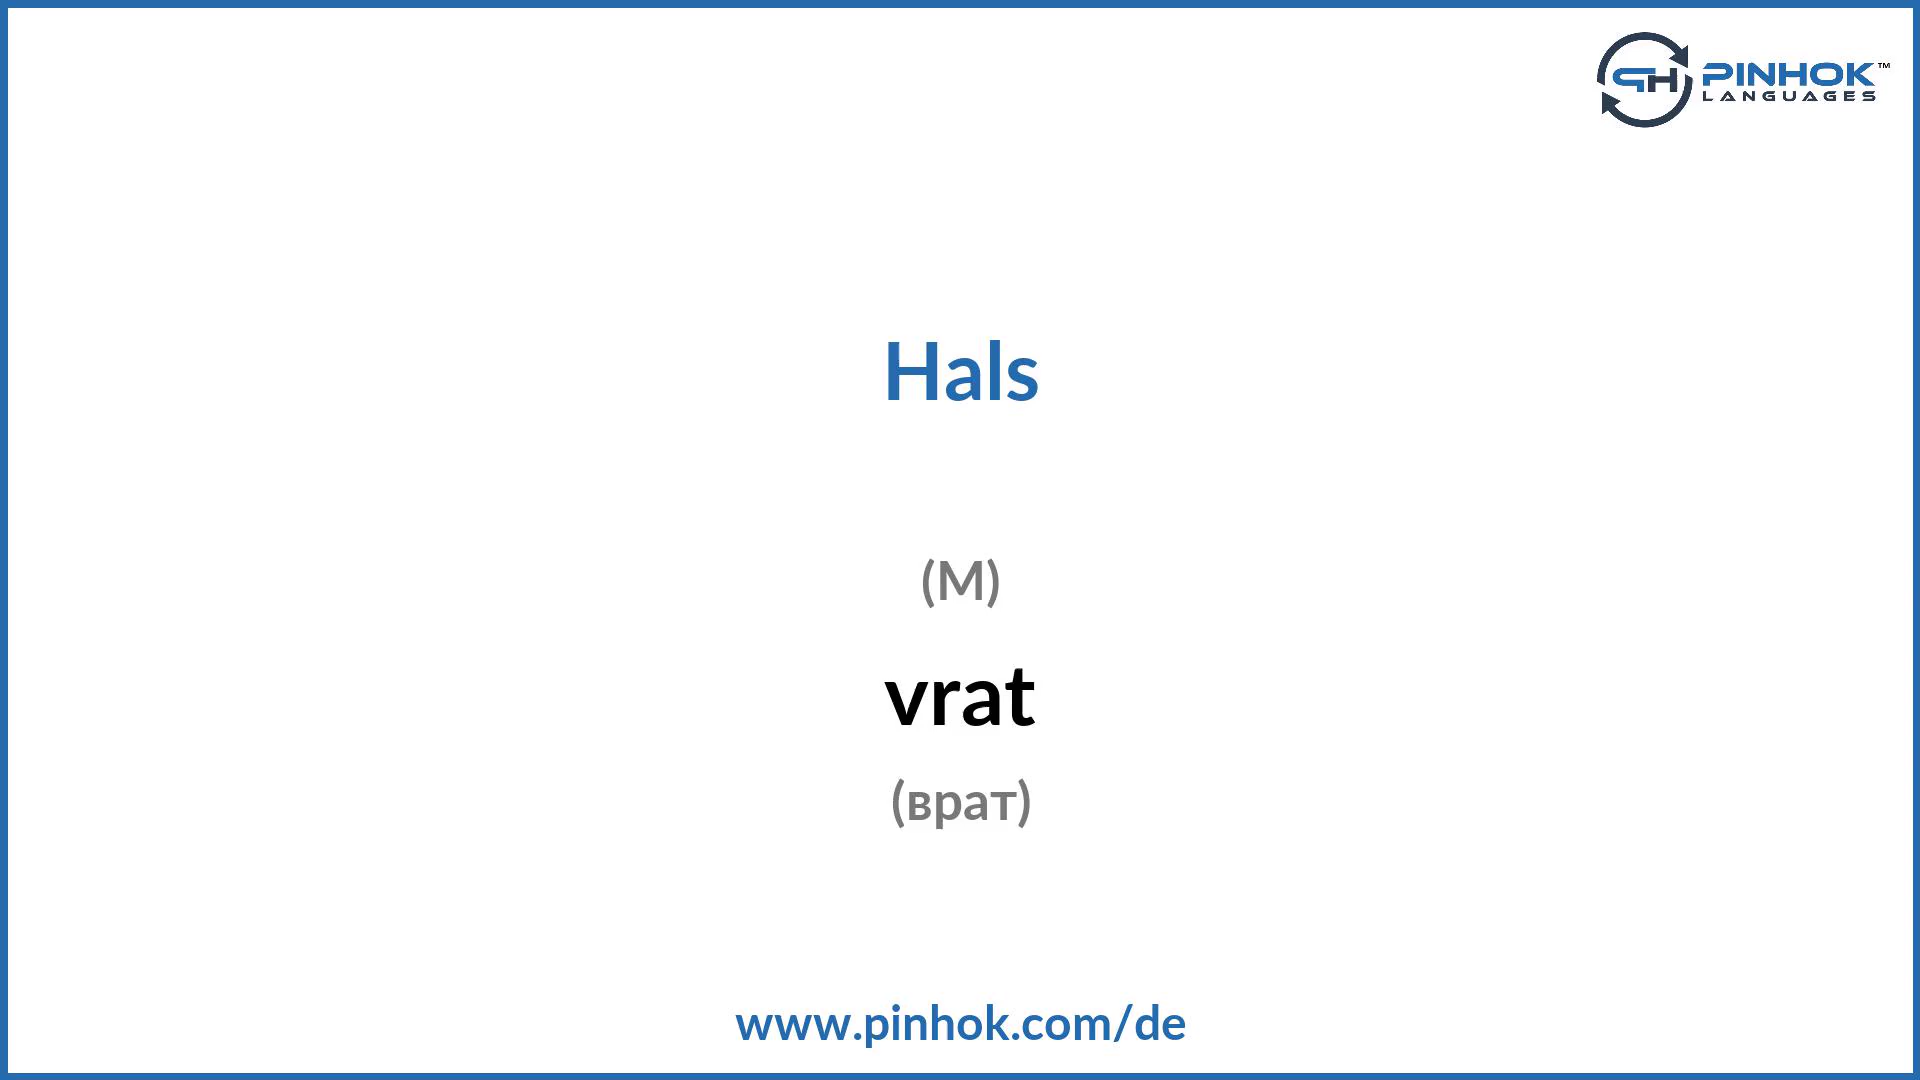 PINHOK™
LANGUAGES
Hals
(M)
vrat
(врат)
www.pinhok.com/de